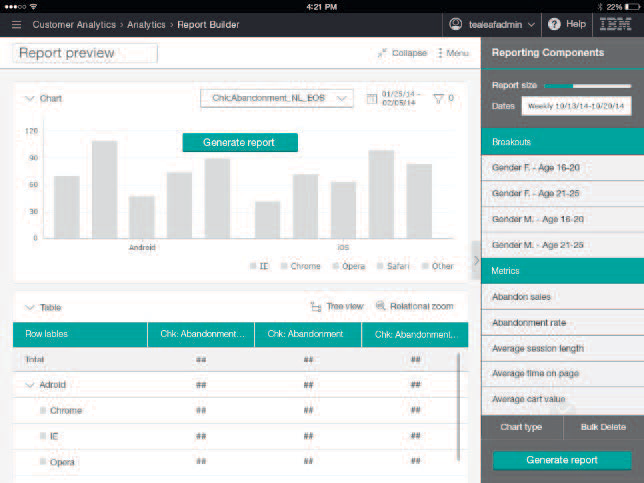 4:21 PM
22%
Customer Analytics › Analytics › Report Builder
tealeafadmin
? Help
IBM
Report preview
Collapse
Menu
Chart
Chk:Abandonment_NL_EOS
01/25/14 -
02/05/14
0
Generate report
120
90
60
30
0
Android
iOS
IE
Chrome
Opera
Safari
Other
Table
Tree view
Relational zoom
Row lables
Chk: Abandonment...
Chk: Abandonment
Chk: Abandonment...
Total ## ## ##
Adroid ## ## ##
Chrome ## ## ##
IE ## ## ##
Opera ## ## ##
Reporting Components
Report size
Dates
Weekly 10/13/14-10/20/14
Breakouts
Gender F. - Age 16-20
Gender F. - Age 21-25
Gender M. - Age 16-20
Gender M. - Age 21-25
Metrics
Abandon sales
Abandonment rate
Average session length
Average time on page
Average cart value
Chart type
Bulk Delete
Generate report